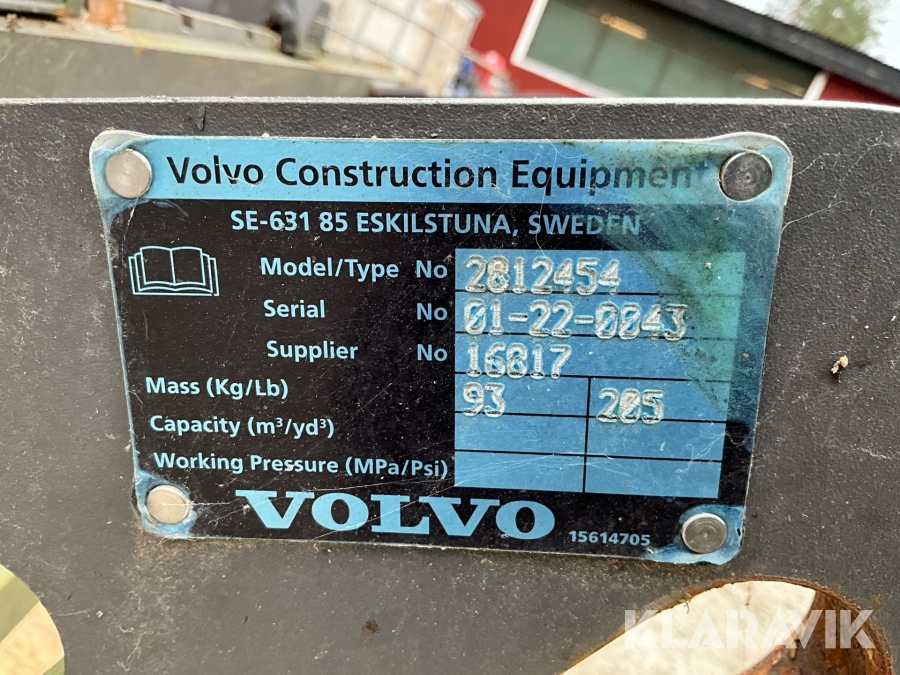 Volvo Construction Equipment
SE-631 85 ESKILSTUNA, SWEDEN
Model/Type No 2812454
Serial No 01-22-0043
Supplier No 16817
Mass (Kg/Lb) 93 205
Capacity (m³/yd³)
Working Pressure (MPa/Psi)
VOLVO 15614705
KLARAVIK